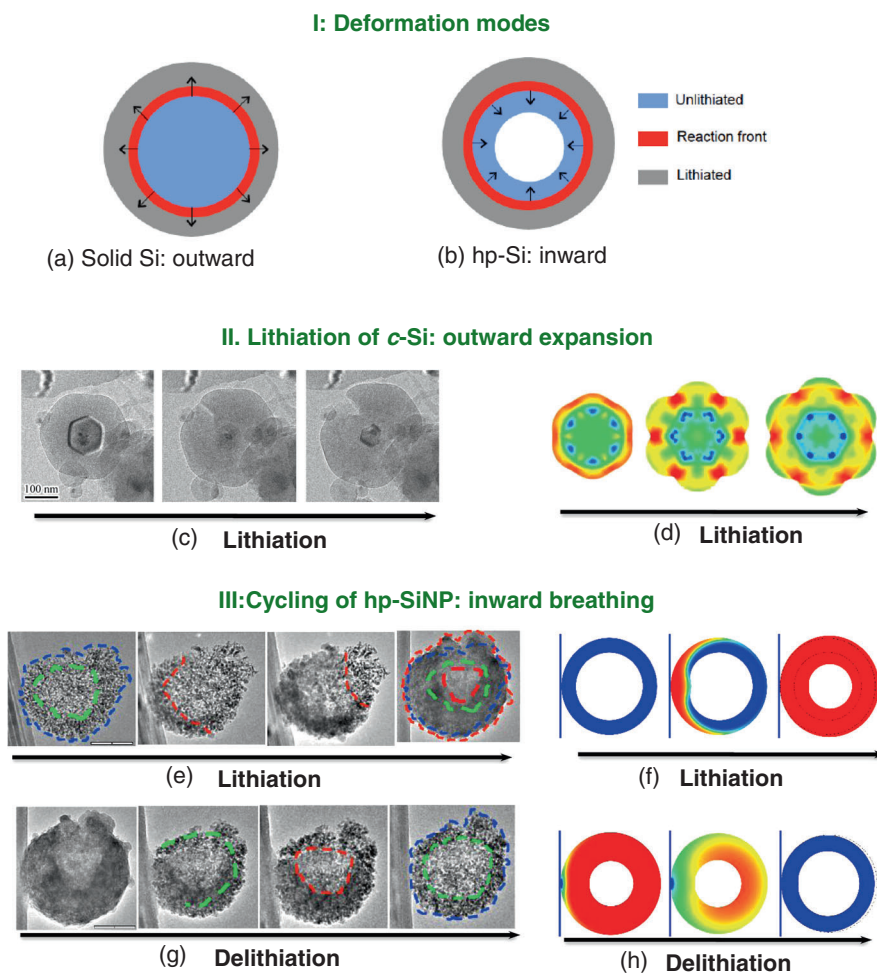 I: Deformation modes
Unlithiated
Reaction front
Lithiated
(a) Solid Si: outward
(b) hp-Si: inward
II. Lithiation of c-Si: outward expansion
100 nm
(c) Lithiation
(d) Lithiation
III:Cycling of hp-SiNP: inward breathing
(e) Lithiation
(f) Lithiation
(g) Delithiation
(h) Delithiation